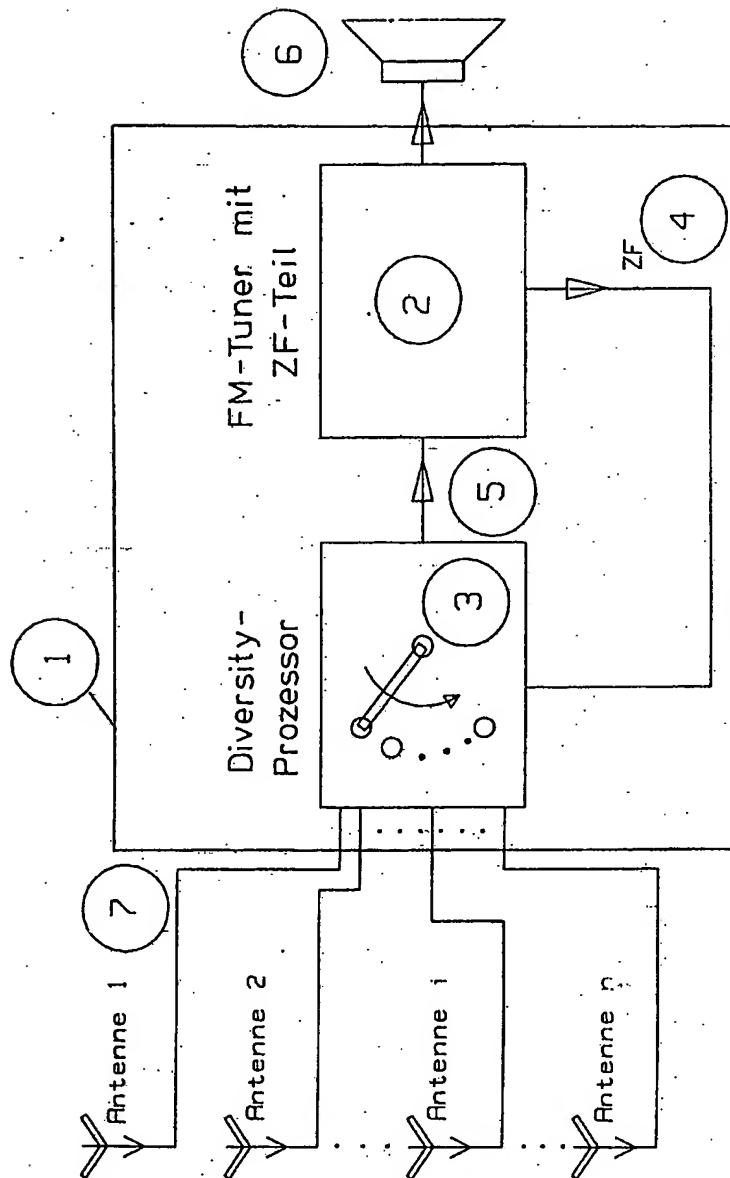 1
7
Antenne 1
Antenne 2
Antenne i
Antenne n
Diversity-
Prozessor
3
5
FM-Tuner mit
ZF-Teil
2
ZF
4
6